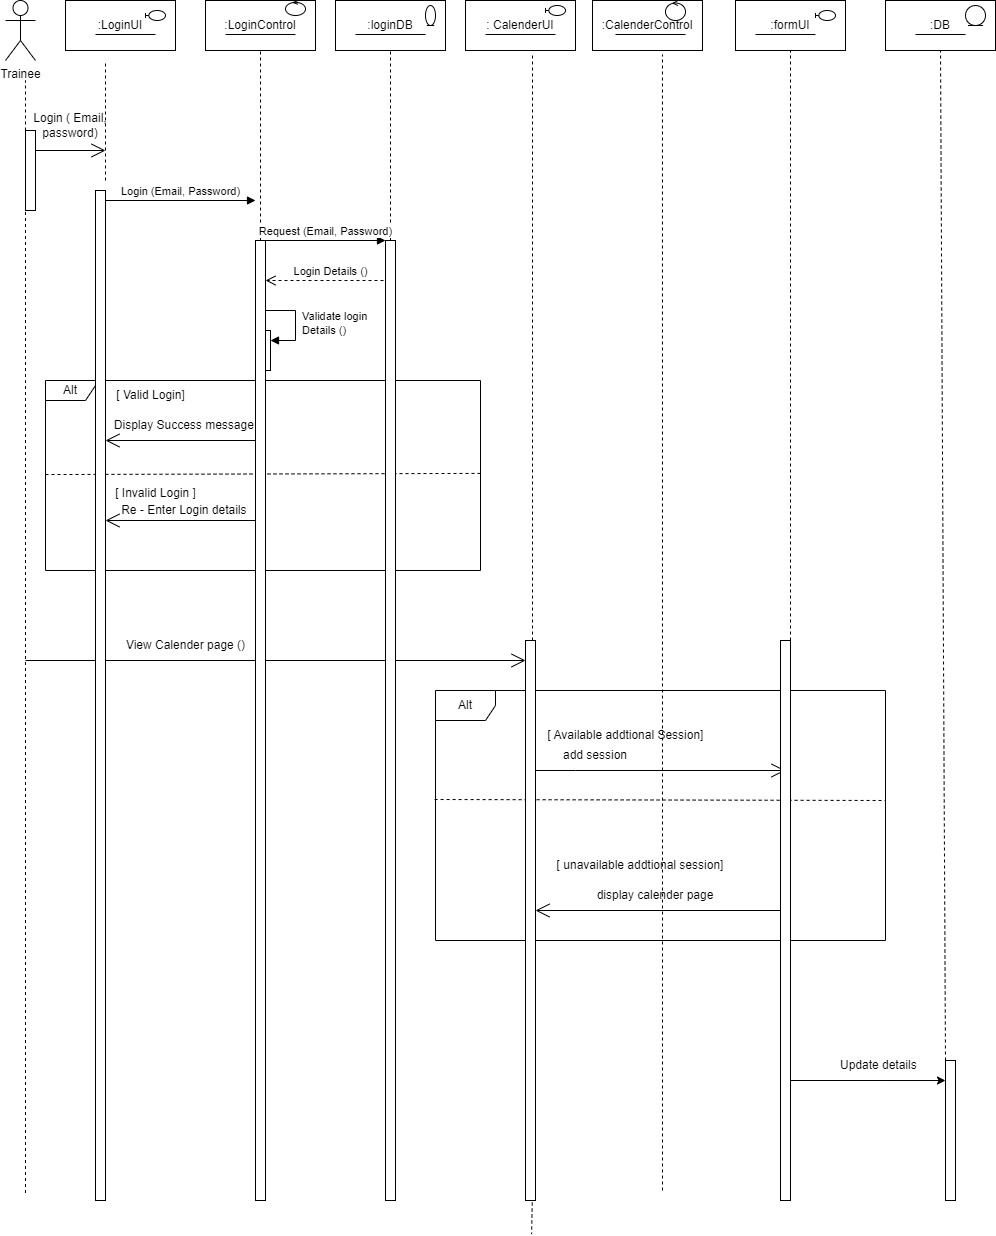 :LoginUI
:LoginControl
:loginDB
: CalenderUI
:CalenderControl
:formUI
:DB
Trainee
Login ( Email,
password)
Login (Email, Password)
Request (Email, Password)
Login Details ()
Validate login
Details ()
Alt
[ Valid Login]
Display Success message
[ Invalid Login ]
Re - Enter Login details
View Calender page ()
Alt
[ Available addtional Session]
add session
[ unavailable addtional session]
display calender page
Update details